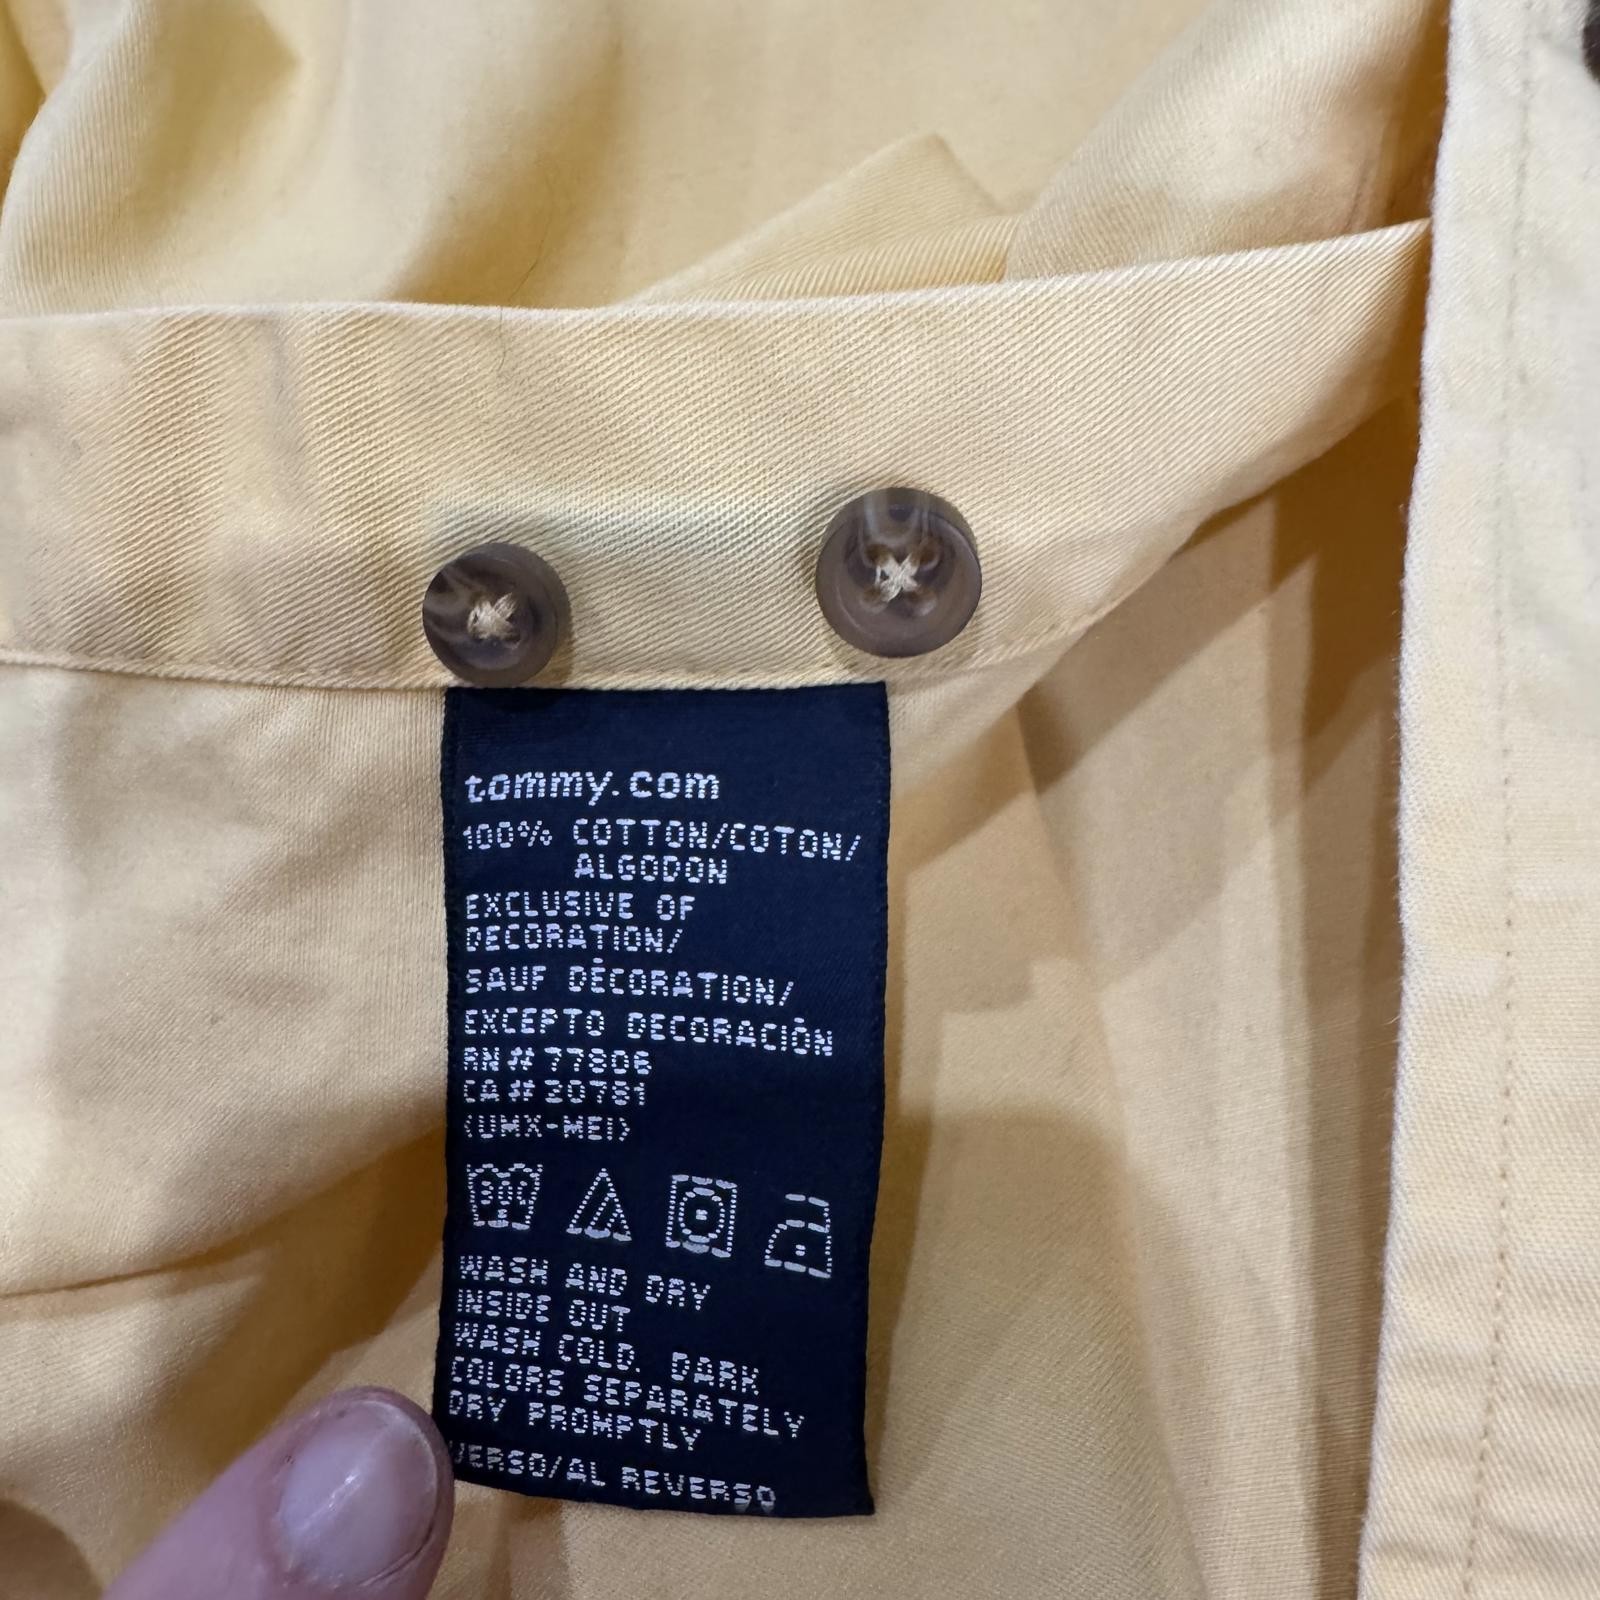 tommy.com
100% COTTON/COTON/
ALGODON
EXCLUSIVE OF
DECORATION/
SAUF DÉCORATION/
EXCEPTO DECORACIÓN
RN# 77806
CA# 20781
(UMX-MEI)
30C
WASH AND DRY
INSIDE OUT
WASH COLD. DARK
COLORS SEPARATELY
DRY PROMPTLY
VERSO/AL REVERSO